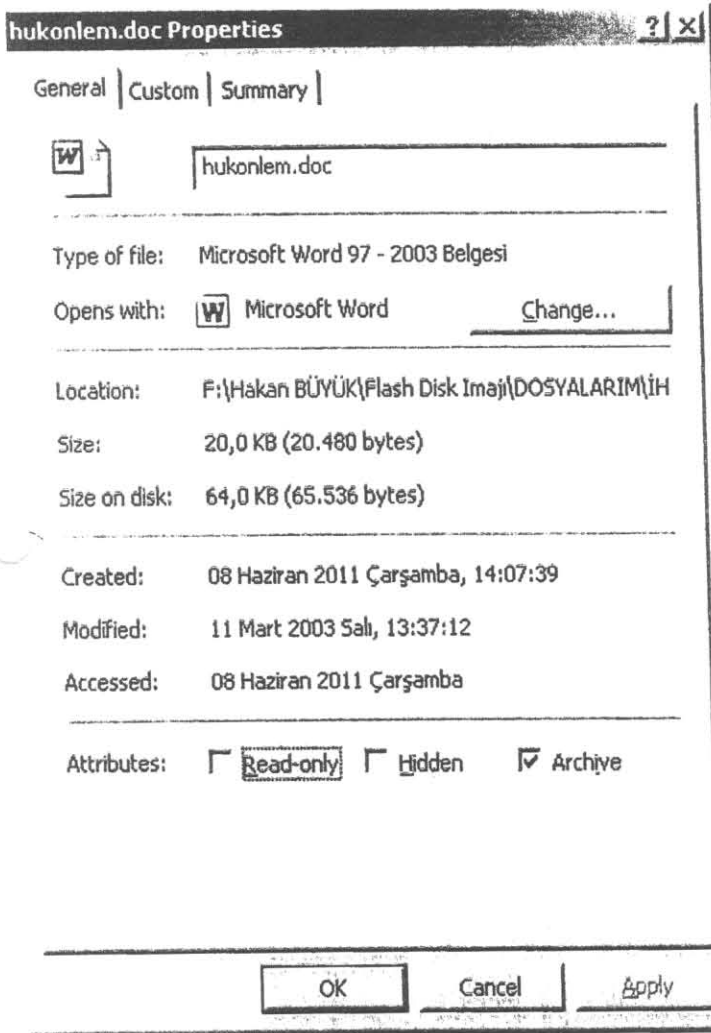 hukonlem.doc Properties
General Custom Summary
hukonlem.doc
Type of file: Microsoft Word 97 - 2003 Belgesi
Opens with: Microsoft Word Change...
Location: F:\Hakan BÜYÜK\Flash Disk Imajı\DOSYALARIM\İH
Size: 20,0 KB (20.480 bytes)
Size on disk: 64,0 KB (65.536 bytes)
Created: 08 Haziran 2011 Çarşamba, 14:07:39
Modified: 11 Mart 2003 Salı, 13:37:12
Accessed: 08 Haziran 2011 Çarşamba
Attributes: Read-only Hidden Archive
OK Cancel Apply